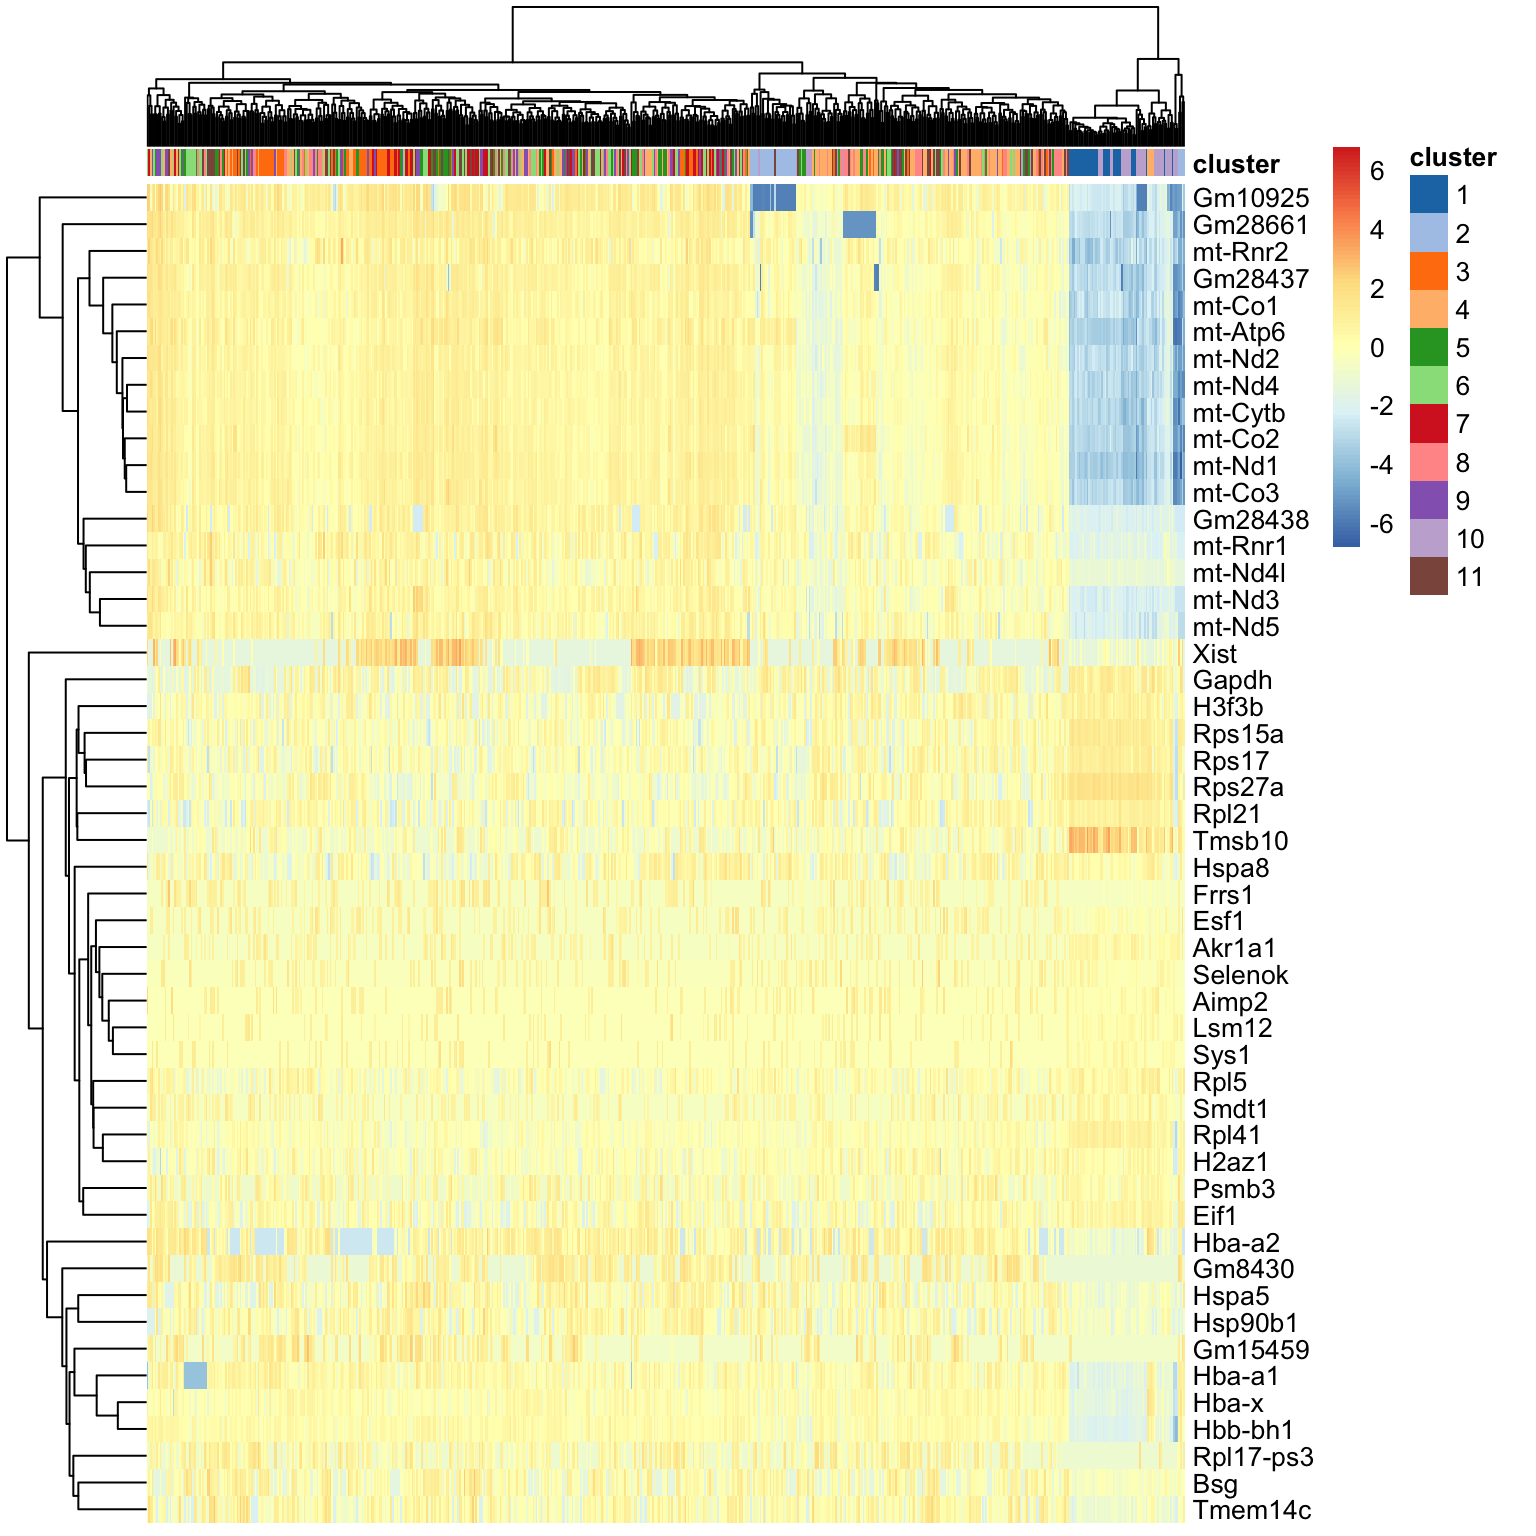 cluster
Gm10925
Gm28661
mt-Rnr2
Gm28437
mt-Co1
mt-Atp6
mt-Nd2
mt-Nd4
mt-Cytb
mt-Co2
mt-Nd1
mt-Co3
Gm28438
mt-Rnr1
mt-Nd4l
mt-Nd3
mt-Nd5
Xist
Gapdh
H3f3b
Rps15a
Rps17
Rps27a
Rpl21
Tmsb10
Hspa8
Frrs1
Esf1
Akr1a1
Selenok
Aimp2
Lsm12
Sys1
Rpl5
Smdt1
Rpl41
H2az1
Psmb3
Eif1
Hba-a2
Gm8430
Hspa5
Hsp90b1
Gm15459
Hba-a1
Hba-x
Hbb-bh1
Rpl17-ps3
Bsg
Tmem14c
6
4
2
0
-2
-4
-6
cluster
1
2
3
4
5
6
7
8
9
10
11